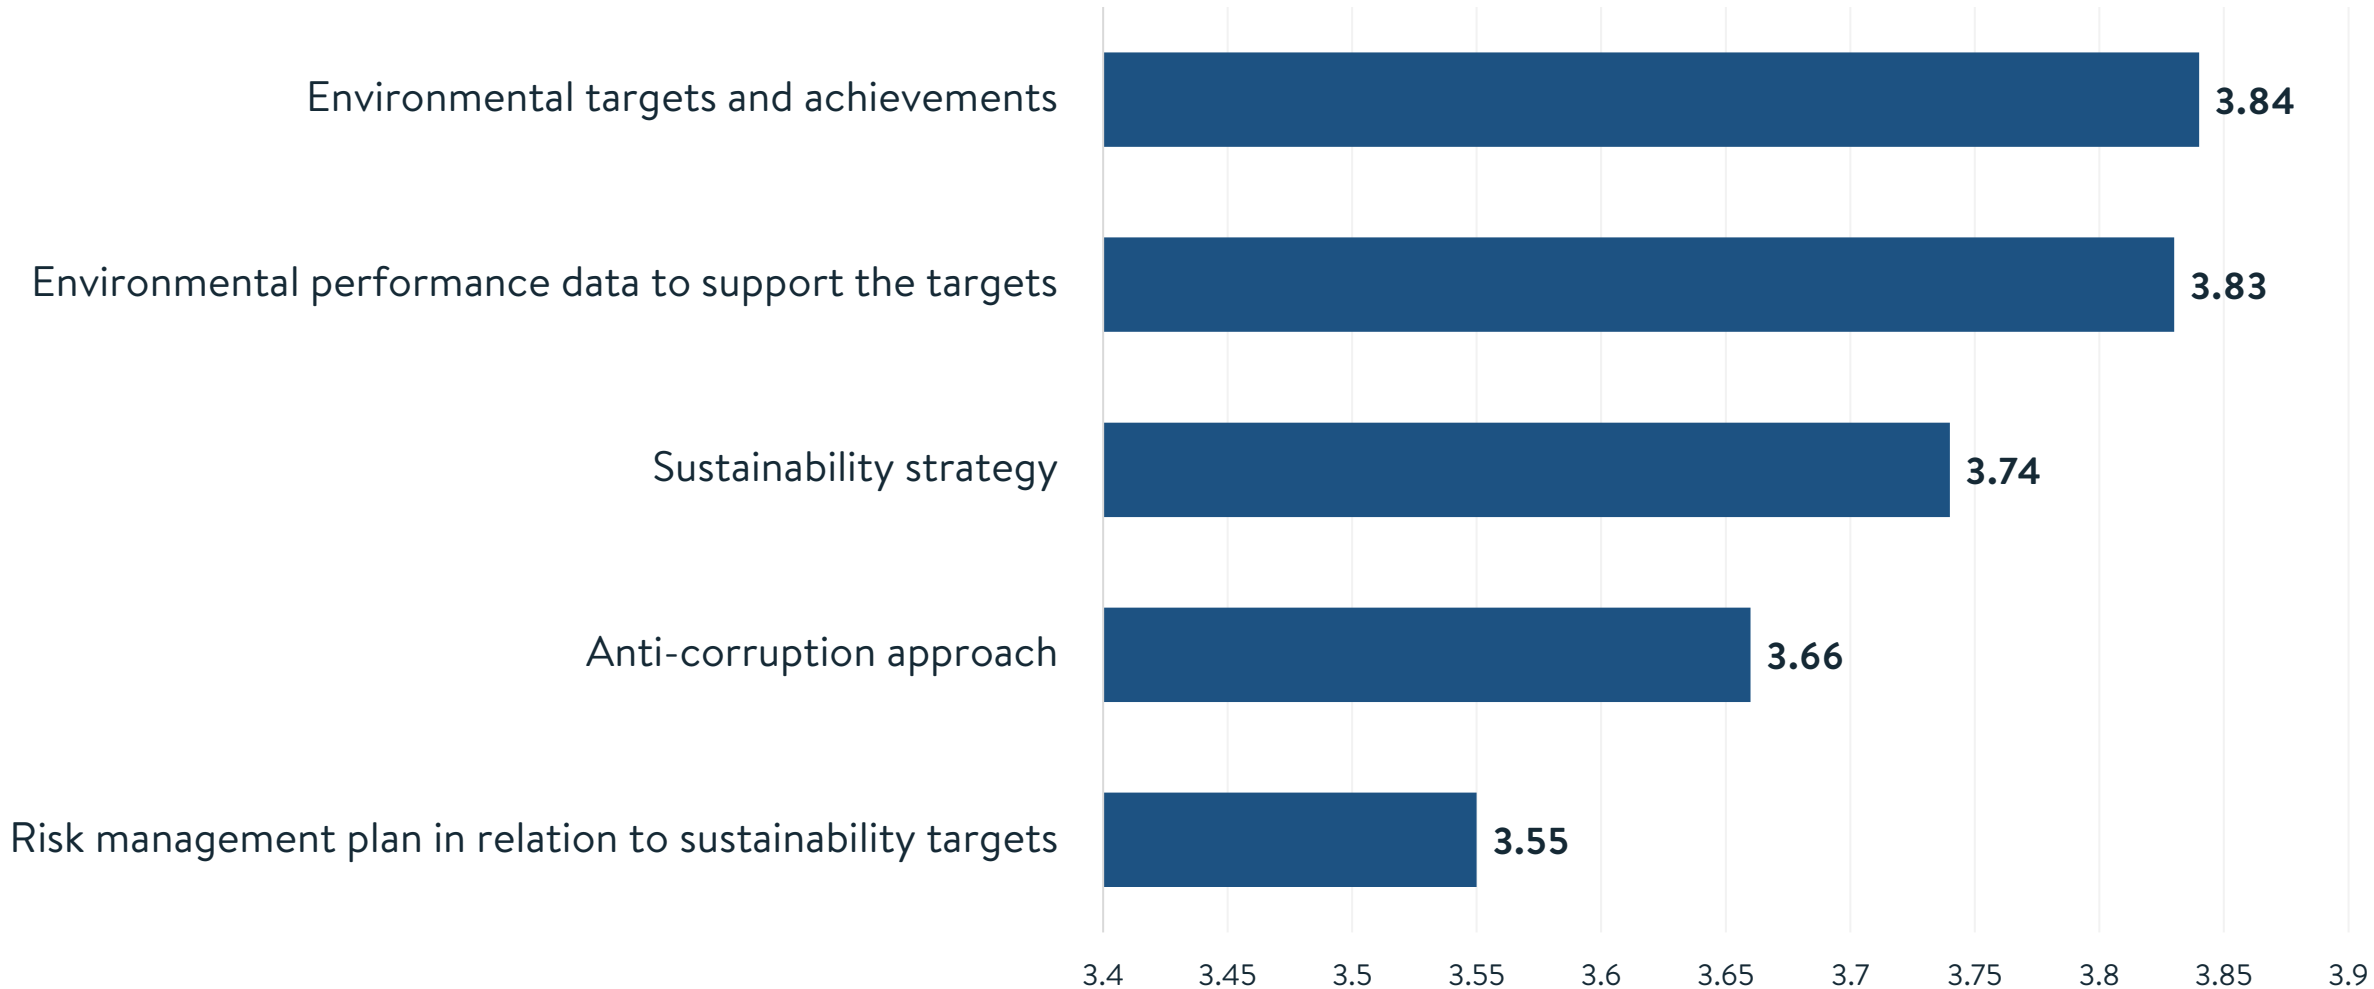 Environmental targets and achievements
3.84
Environmental performance data to support the targets
3.83
Sustainability strategy
3.74
Anti-corruption approach
3.66
Risk management plan in relation to sustainability targets
3.55
3.4 3.45 3.5 3.55 3.6 3.65 3.7 3.75 3.8 3.85 3.9